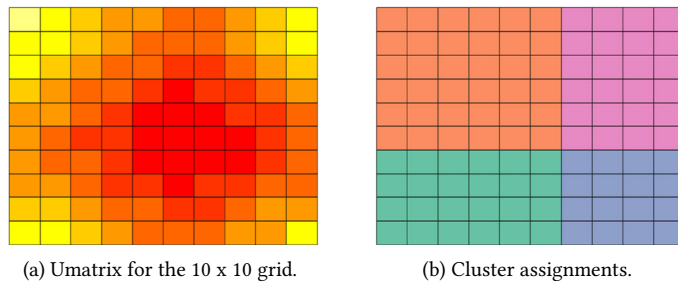 (a) Umatrix for the 10 x 10 grid.
(b) Cluster assignments.